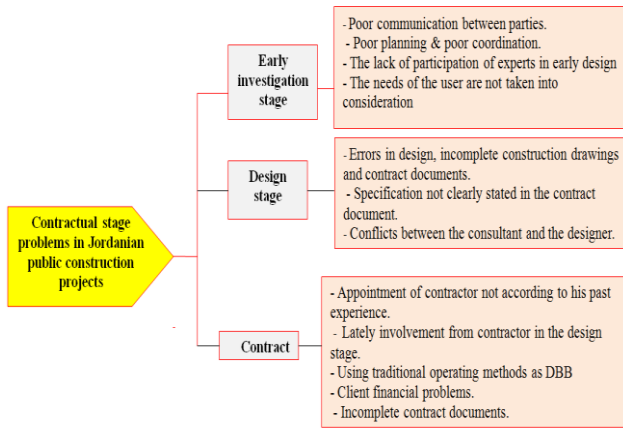 Contractual stage
problems in Jordanian
public construction
projects
Early
investigation
stage
- Poor communication between parties.
- Poor planning & poor coordination.
- The lack of participation of experts in early design
- The needs of the user are not taken into
consideration
Design
stage
- Errors in design, incomplete construction drawings
and contract documents.
- Specification not clearly stated in the contract
document.
- Conflicts between the consultant and the designer.
Contract
- Appointment of contractor not according to his past
experience.
- Lately involvement from contractor in the design
stage.
- Using traditional operating methods as DBB
- Client financial problems.
- Incomplete contract documents.